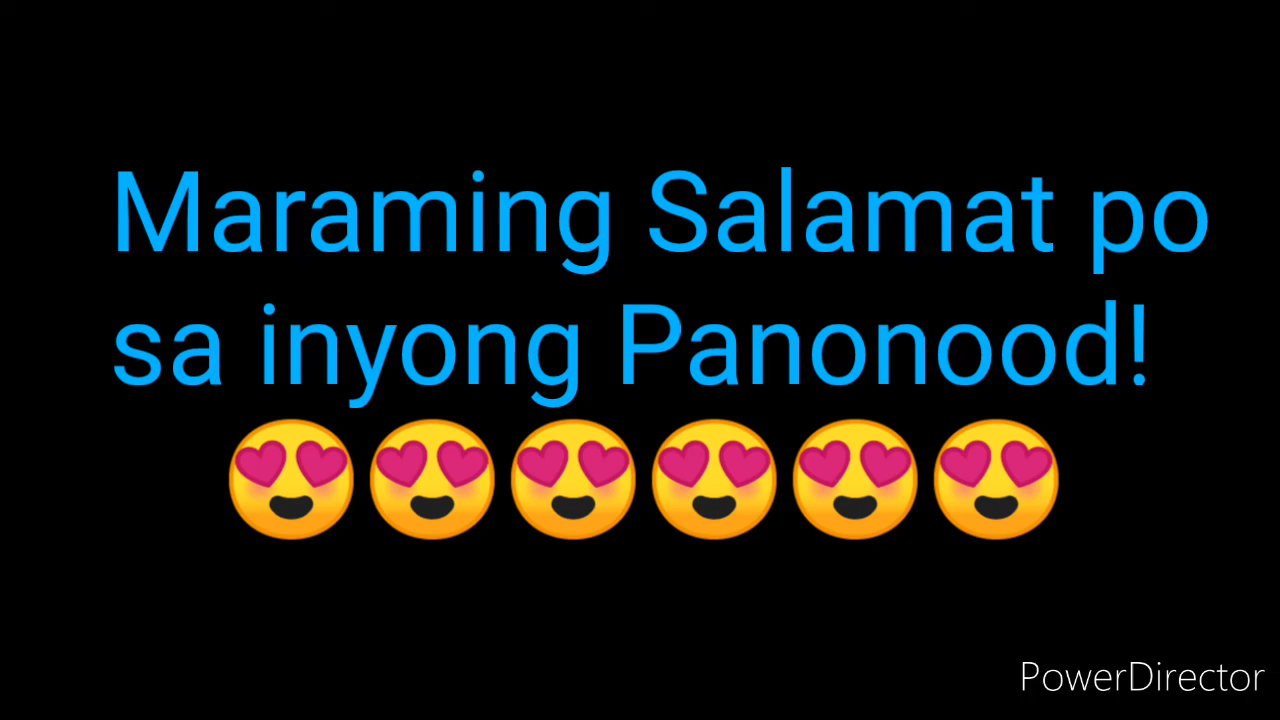 Maraming Salamat po
sa inyong Panonood!
😍😍😍😍😍😍
PowerDirector